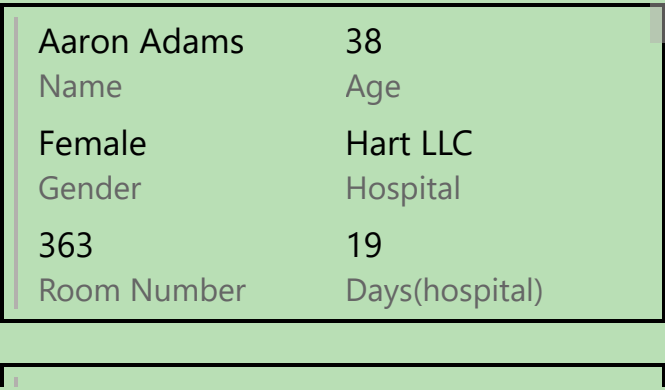 Aaron Adams 38
Name Age
Female Hart LLC
Gender Hospital
363 19
Room Number Days(hospital)